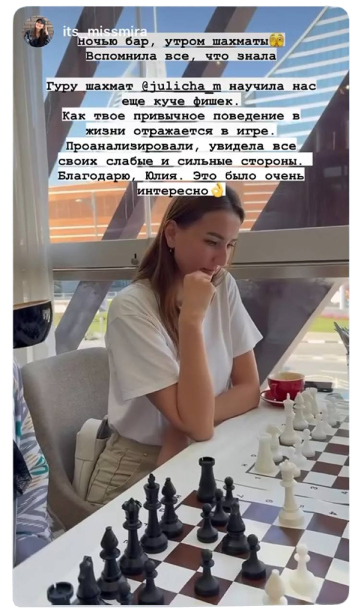 its_missmira
Ночью бар, утром шахматы🫣
Вспомнила все, что знала
Гуру шахмат @julicha_m научила нас
еще куче фишек.
Как твое привычное поведение в
жизни отражается в игре.
Проанализировали, увидела все
своих слабые и сильные стороны.
Благодарю, Юлия. Это было очень
интересно👌